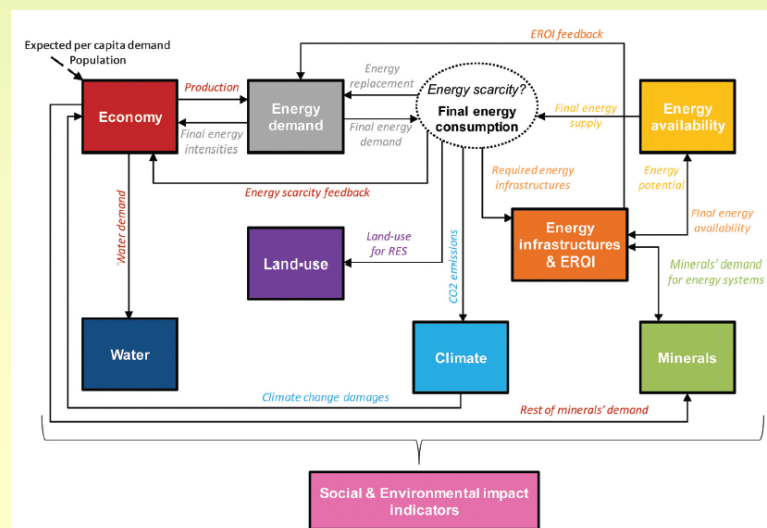 Expected per capita demand
Population
EROI feedback
Economy
Production
Final energy
intensities
Energy
demand
Energy
replacement
Final energy
demand
Energy scarcity?
Final energy
consumption
Final energy
supply
Energy
availability
Energy scarcity feedback
Required energy
infrastructures
Energy
potential
Final energy
availability
Water demand
Land-use
Land-use
for RES
CO2 emissions
Energy
infrastructures
& EROI
Minerals' demand
for energy systems
Water
Climate
Minerals
Climate change damages
Rest of minerals' demand
Social & Environmental impact
indicators